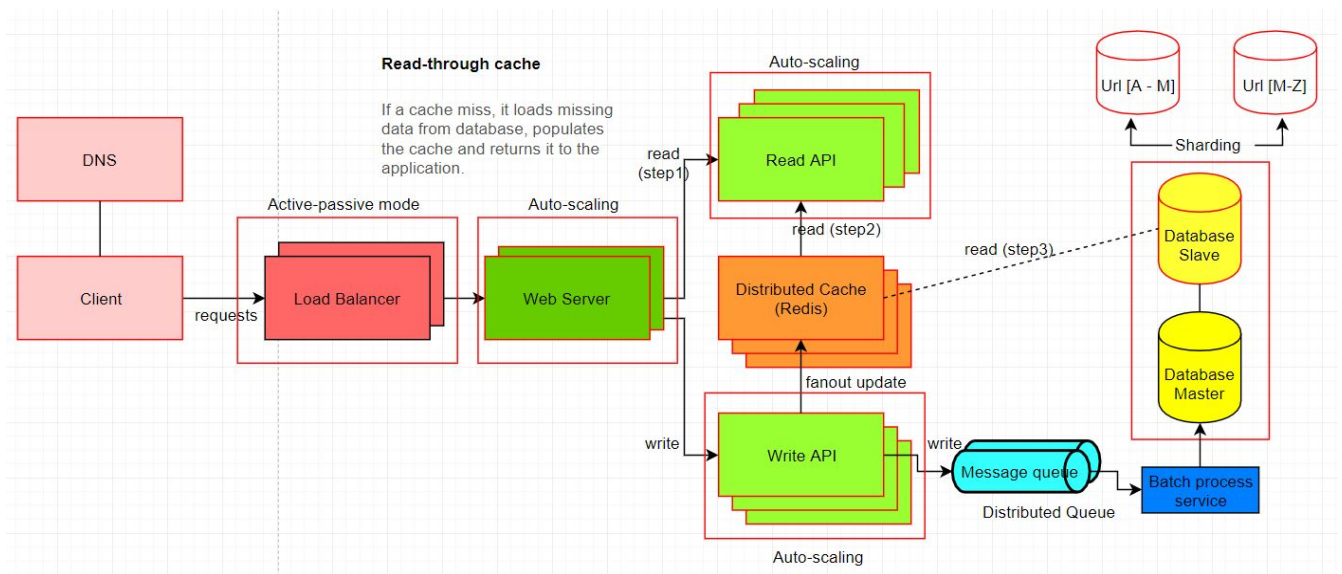 Read-through cache
If a cache miss, it loads missing
data from database, populates
the cache and returns it to the
application.
DNS
Client
requests
Active-passive mode
Load Balancer
Auto-scaling
Web Server
read
(step1)
write
Auto-scaling
Read API
read (step2)
Distributed Cache
(Redis)
read (step3)
fanout update
Write API
Auto-scaling
write
Message queue
Distributed Queue
Batch process
service
Url [A - M]
Url [M-Z]
Sharding
Database
Slave
Database
Master